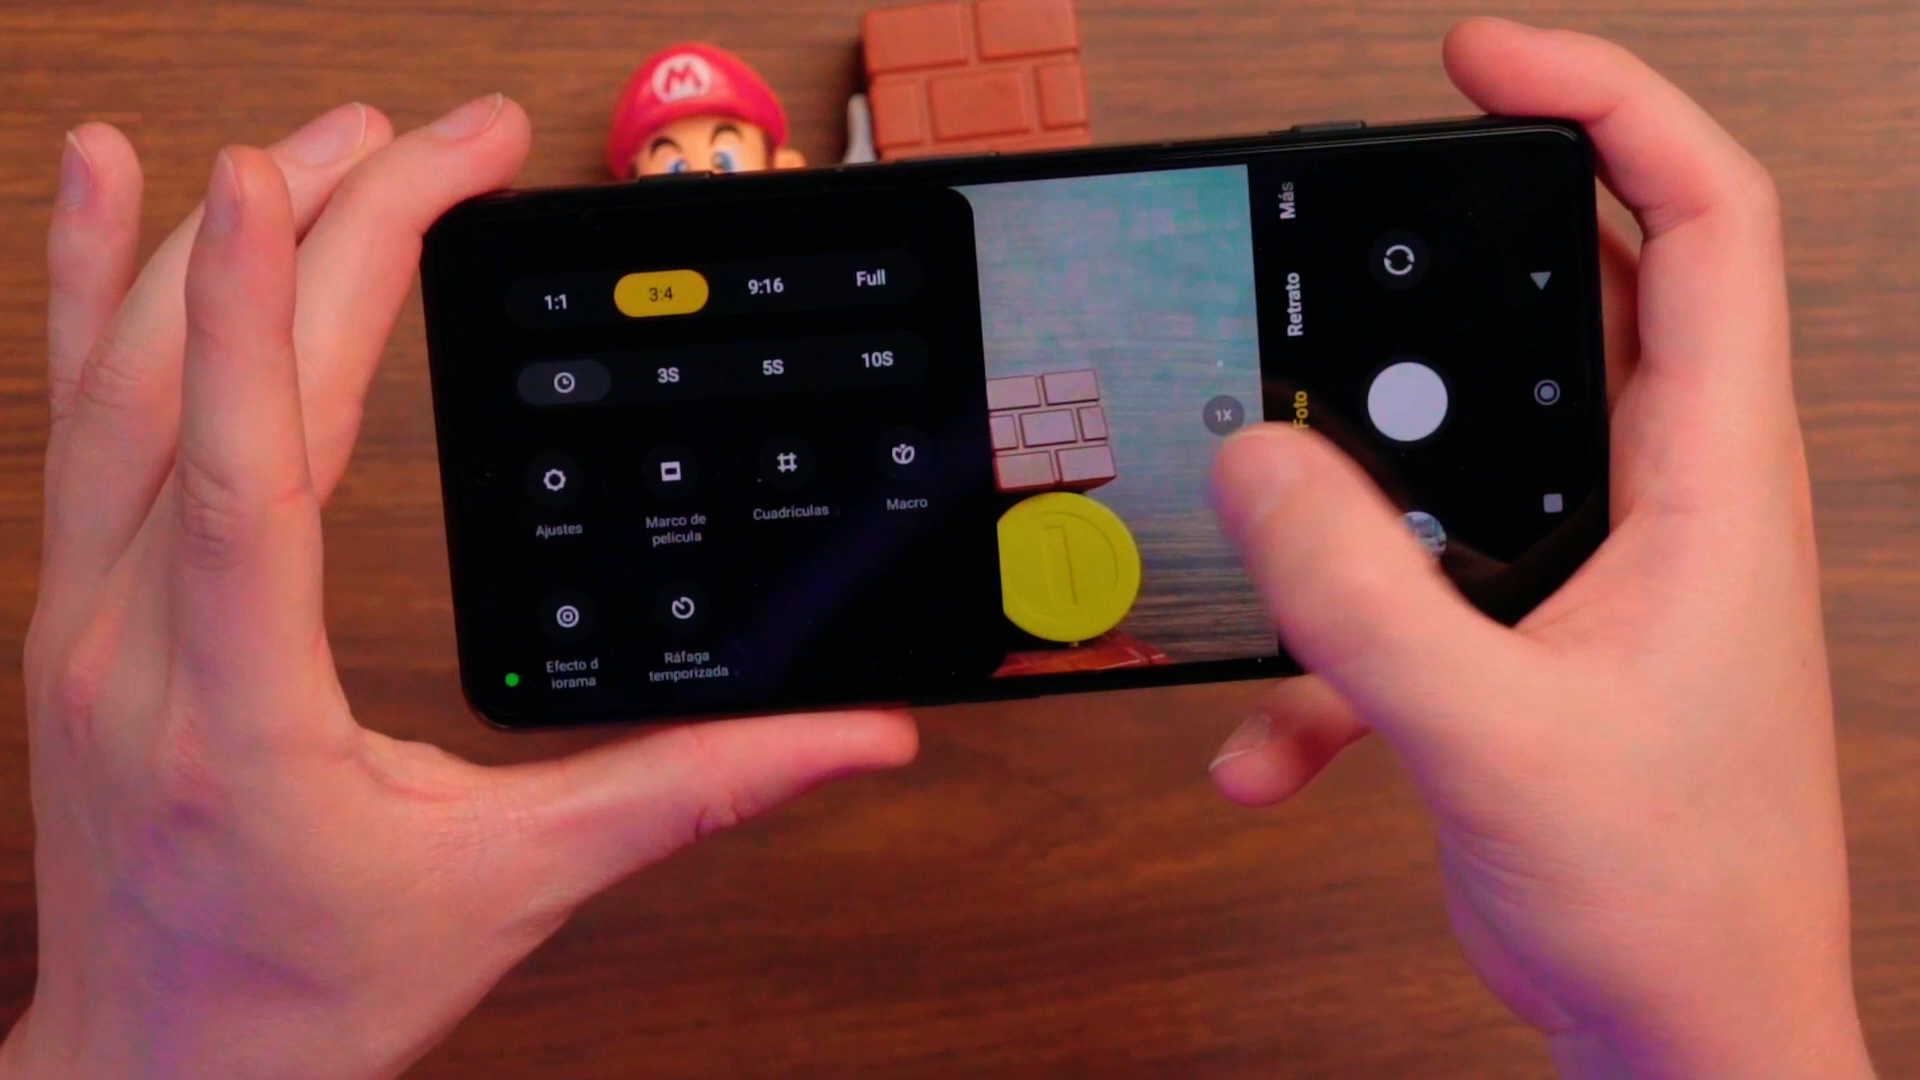 M
1:1
3:4
9:16
Full
3S
5S
10S
Ajustes
Marco de
película
Cuadrículas
Macro
Efecto d
iorama
Ráfaga
temporizada
1X
Más
Retrato
Foto